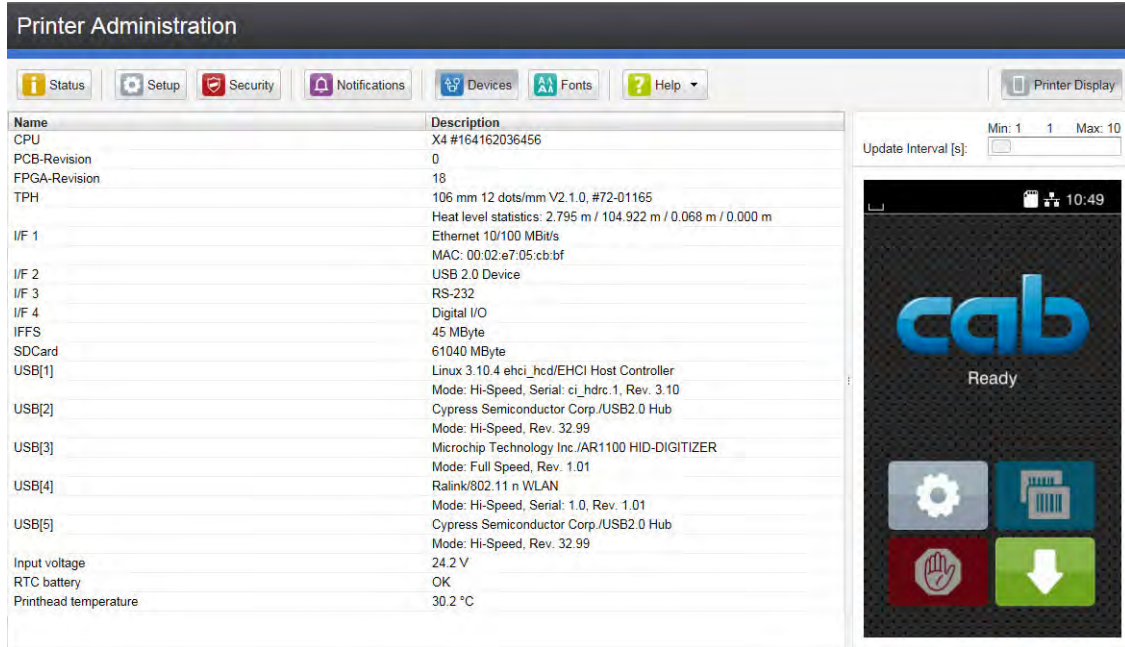 Printer Administration
Status Setup Security Notifications Devices Fonts Help Printer Display
Name Description
CPU X4 #164162036456
PCB-Revision 0
FPGA-Revision 18
TPH 106 mm 12 dots/mm V2.1.0, #72-01165
Heat level statistics: 2.795 m / 104.922 m / 0.068 m / 0.000 m
I/F 1 Ethernet 10/100 MBit/s
MAC: 00:02:e7:05:cb:bf
I/F 2 USB 2.0 Device
I/F 3 RS-232
I/F 4 Digital I/O
IFFS 45 MByte
SDCard 61040 MByte
USB[1] Linux 3.10.4 ehci_hcd/EHCI Host Controller
Mode: Hi-Speed, Serial: ci_hdrc.1, Rev. 3.10
USB[2] Cypress Semiconductor Corp./USB2.0 Hub
Mode: Hi-Speed, Rev. 32.99
USB[3] Microchip Technology Inc./AR1100 HID-DIGITIZER
Mode: Full Speed, Rev. 1.01
USB[4] Ralink/802.11 n WLAN
Mode: Hi-Speed, Serial: 1.0, Rev. 1.01
USB[5] Cypress Semiconductor Corp./USB2.0 Hub
Mode: Hi-Speed, Rev. 32.99
Input voltage 24.2 V
RTC battery OK
Printhead temperature 30.2 °C
Min: 1 1 Max: 10
Update Interval [s]:
10:49
cab
Ready